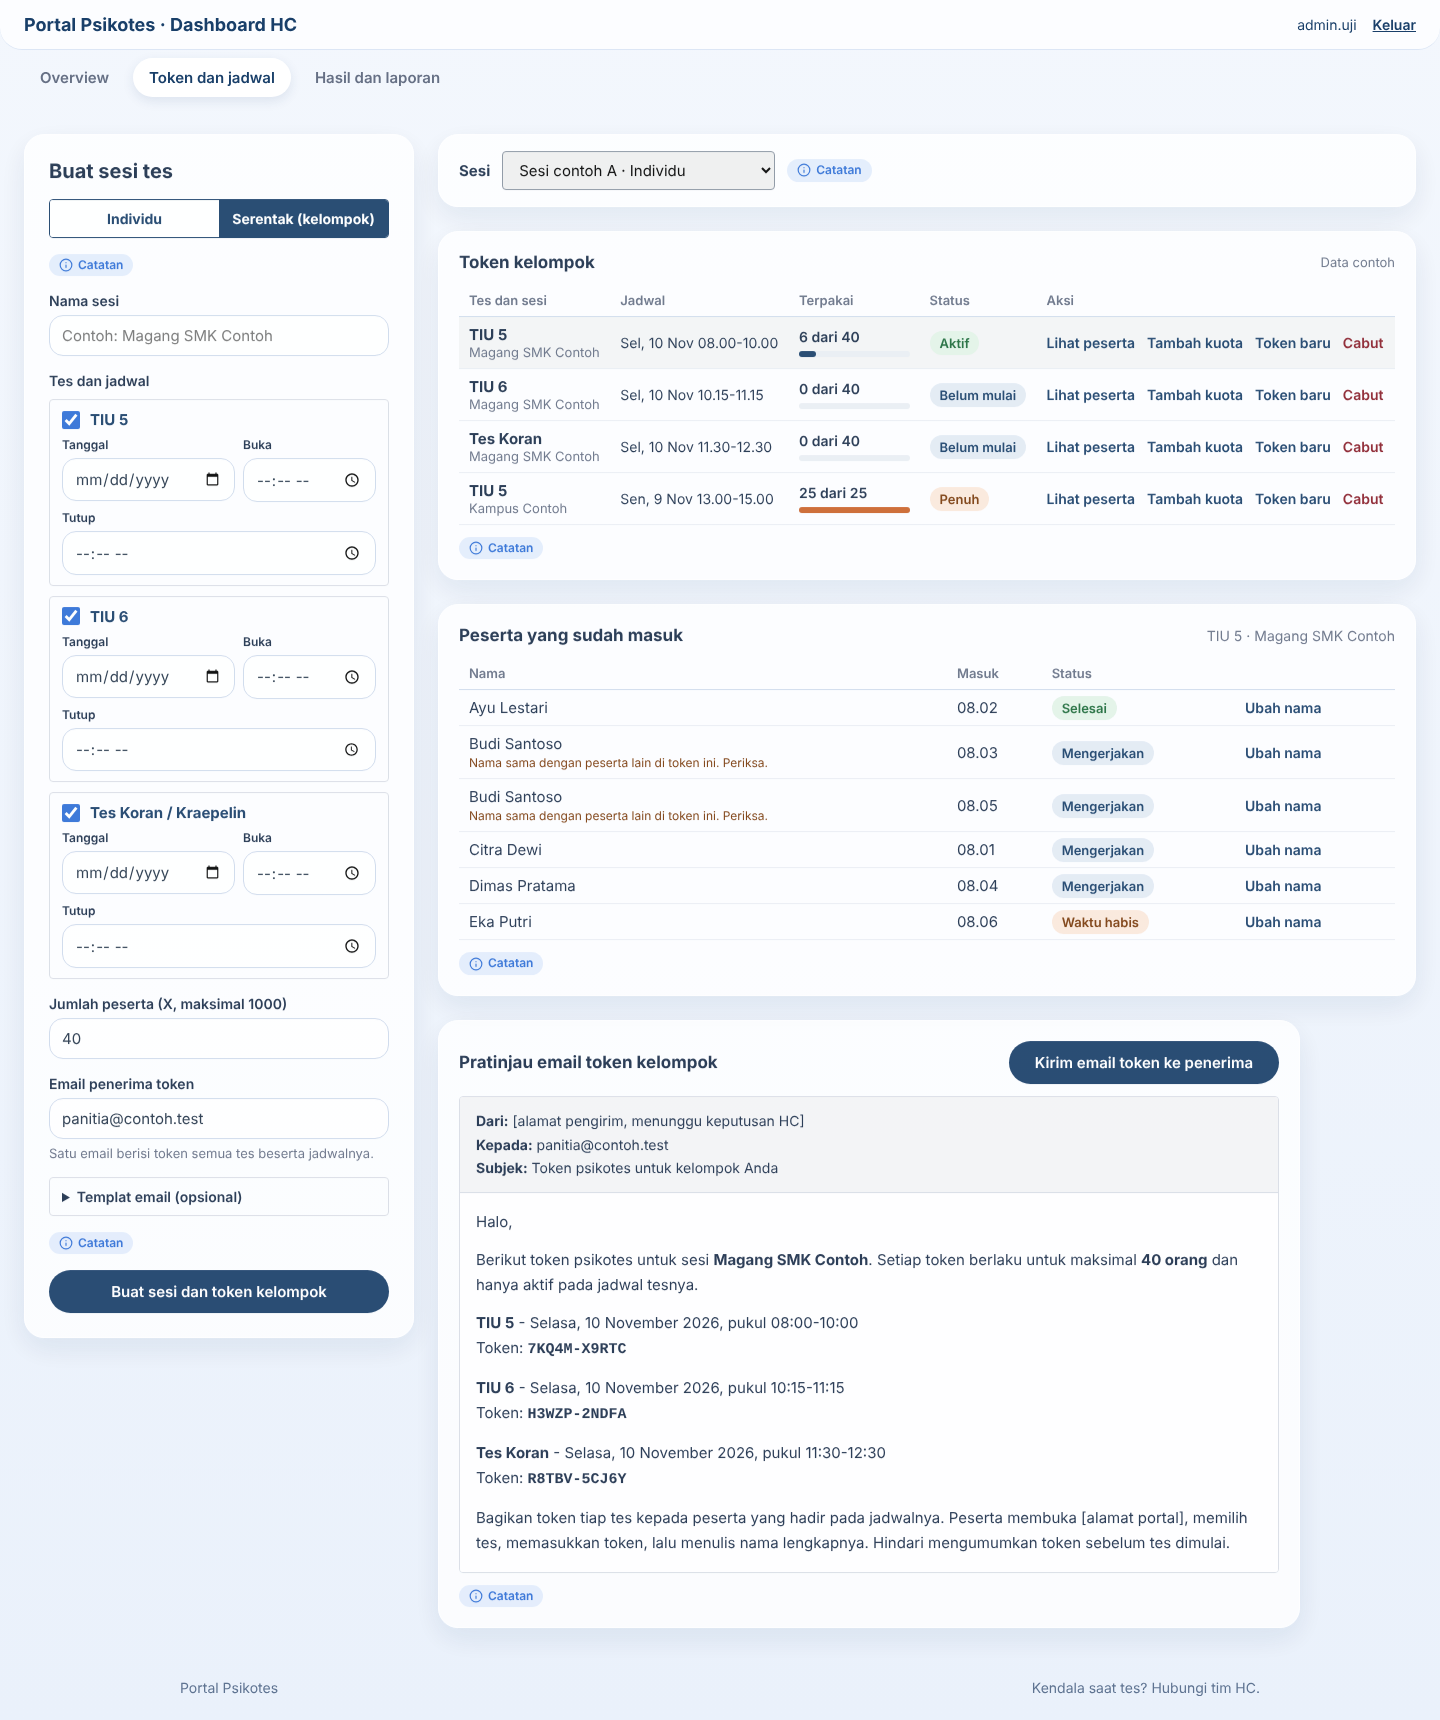 Portal Psikotes · Dashboard HC
admin.uji Keluar
Overview Token dan jadwal Hasil dan laporan
Buat sesi tes
Individu Serentak (kelompok)
Catatan
Nama sesi
Contoh: Magang SMK Contoh
Tes dan jadwal
TIU 5
Tanggal Buka
mm/dd/yyyy --:-- --
Tutup
--:-- --
TIU 6
Tanggal Buka
mm/dd/yyyy --:-- --
Tutup
--:-- --
Tes Koran / Kraepelin
Tanggal Buka
mm/dd/yyyy --:-- --
Tutup
--:-- --
Jumlah peserta (X, maksimal 1000)
40
Email penerima token
panitia@contoh.test
Satu email berisi token semua tes beserta jadwalnya.
Templat email (opsional)
Catatan
Buat sesi dan token kelompok
Sesi Sesi contoh A · Individu Catatan
Token kelompok Data contoh
Tes dan sesi Jadwal Terpakai Status Aksi
TIU 5
Magang SMK Contoh Sel, 10 Nov 08.00-10.00 6 dari 40 Aktif Lihat peserta Tambah kuota Token baru Cabut
TIU 6
Magang SMK Contoh Sel, 10 Nov 10.15-11.15 0 dari 40 Belum mulai Lihat peserta Tambah kuota Token baru Cabut
Tes Koran
Magang SMK Contoh Sel, 10 Nov 11.30-12.30 0 dari 40 Belum mulai Lihat peserta Tambah kuota Token baru Cabut
TIU 5
Kampus Contoh Sen, 9 Nov 13.00-15.00 25 dari 25 Penuh Lihat peserta Tambah kuota Token baru Cabut
Catatan
Peserta yang sudah masuk TIU 5 · Magang SMK Contoh
Nama Masuk Status
Ayu Lestari 08.02 Selesai Ubah nama
Budi Santoso 08.03 Mengerjakan Ubah nama
Nama sama dengan peserta lain di token ini. Periksa.
Budi Santoso 08.05 Mengerjakan Ubah nama
Nama sama dengan peserta lain di token ini. Periksa.
Citra Dewi 08.01 Mengerjakan Ubah nama
Dimas Pratama 08.04 Mengerjakan Ubah nama
Eka Putri 08.06 Waktu habis Ubah nama
Catatan
Pratinjau email token kelompok Kirim email token ke penerima
Dari: [alamat pengirim, menunggu keputusan HC]
Kepada: panitia@contoh.test
Subjek: Token psikotes untuk kelompok Anda
Halo,
Berikut token psikotes untuk sesi Magang SMK Contoh. Setiap token berlaku untuk maksimal 40 orang dan
hanya aktif pada jadwal tesnya.
TIU 5 - Selasa, 10 November 2026, pukul 08:00-10:00
Token: 7KQ4M-X9RTC
TIU 6 - Selasa, 10 November 2026, pukul 10:15-11:15
Token: H3WZP-2NDFA
Tes Koran - Selasa, 10 November 2026, pukul 11:30-12:30
Token: R8TBV-5CJ6Y
Bagikan token tiap tes kepada peserta yang hadir pada jadwalnya. Peserta membuka [alamat portal], memilih
tes, memasukkan token, lalu menulis nama lengkapnya. Hindari mengumumkan token sebelum tes dimulai.
Catatan
Portal Psikotes Kendala saat tes? Hubungi tim HC.